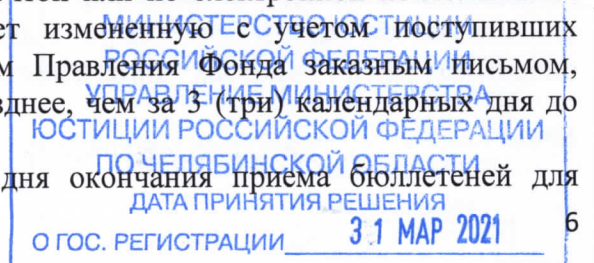 МИНИСТЕРСТВО ЮСТИЦИИ
ет измененную с учетом поступивших
РОССИЙСКОЙ ФЕДЕРАЦИИ
м Правления Фонда заказным письмом,
УПРАВЛЕНИЕ МИНИСТЕРСТВА
зднее, чем за 3 (три) календарных дня до
ЮСТИЦИИ РОССИЙСКОЙ ФЕДЕРАЦИИ
ПО ЧЕЛЯБИНСКОЙ ОБЛАСТИ
дня окончания приема бюллетеней для
ДАТА ПРИНЯТИЯ РЕШЕНИЯ
О ГОС. РЕГИСТРАЦИИ 31 МАР 2021
6